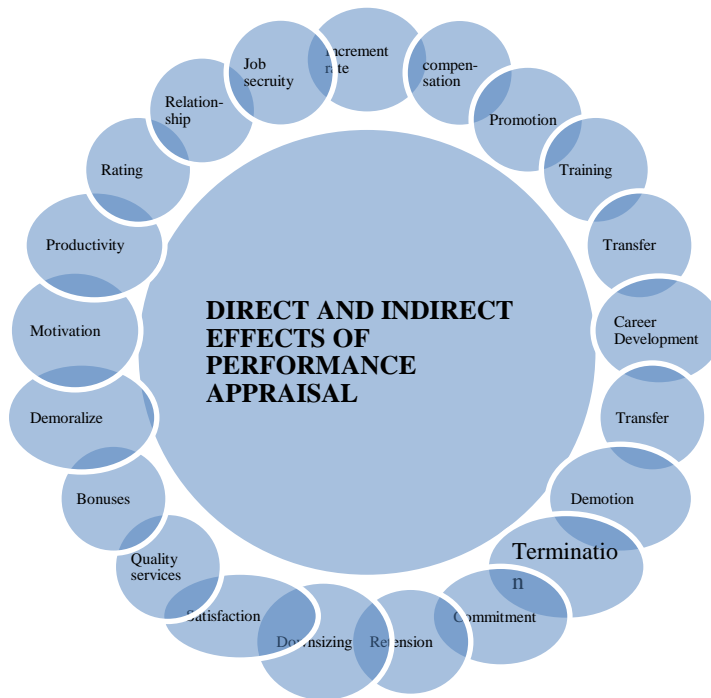 DIRECT AND INDIRECT
EFFECTS OF
PERFORMANCE
APPRAISAL
Increment
rate
compen-
sation
Promotion
Training
Transfer
Career
Development
Transfer
Demotion
Terminatio
n
Commitment
Retension
Downsizing
Satisfaction
Quality
services
Bonuses
Demoralize
Motivation
Productivity
Rating
Relation-
ship
Job
secruity